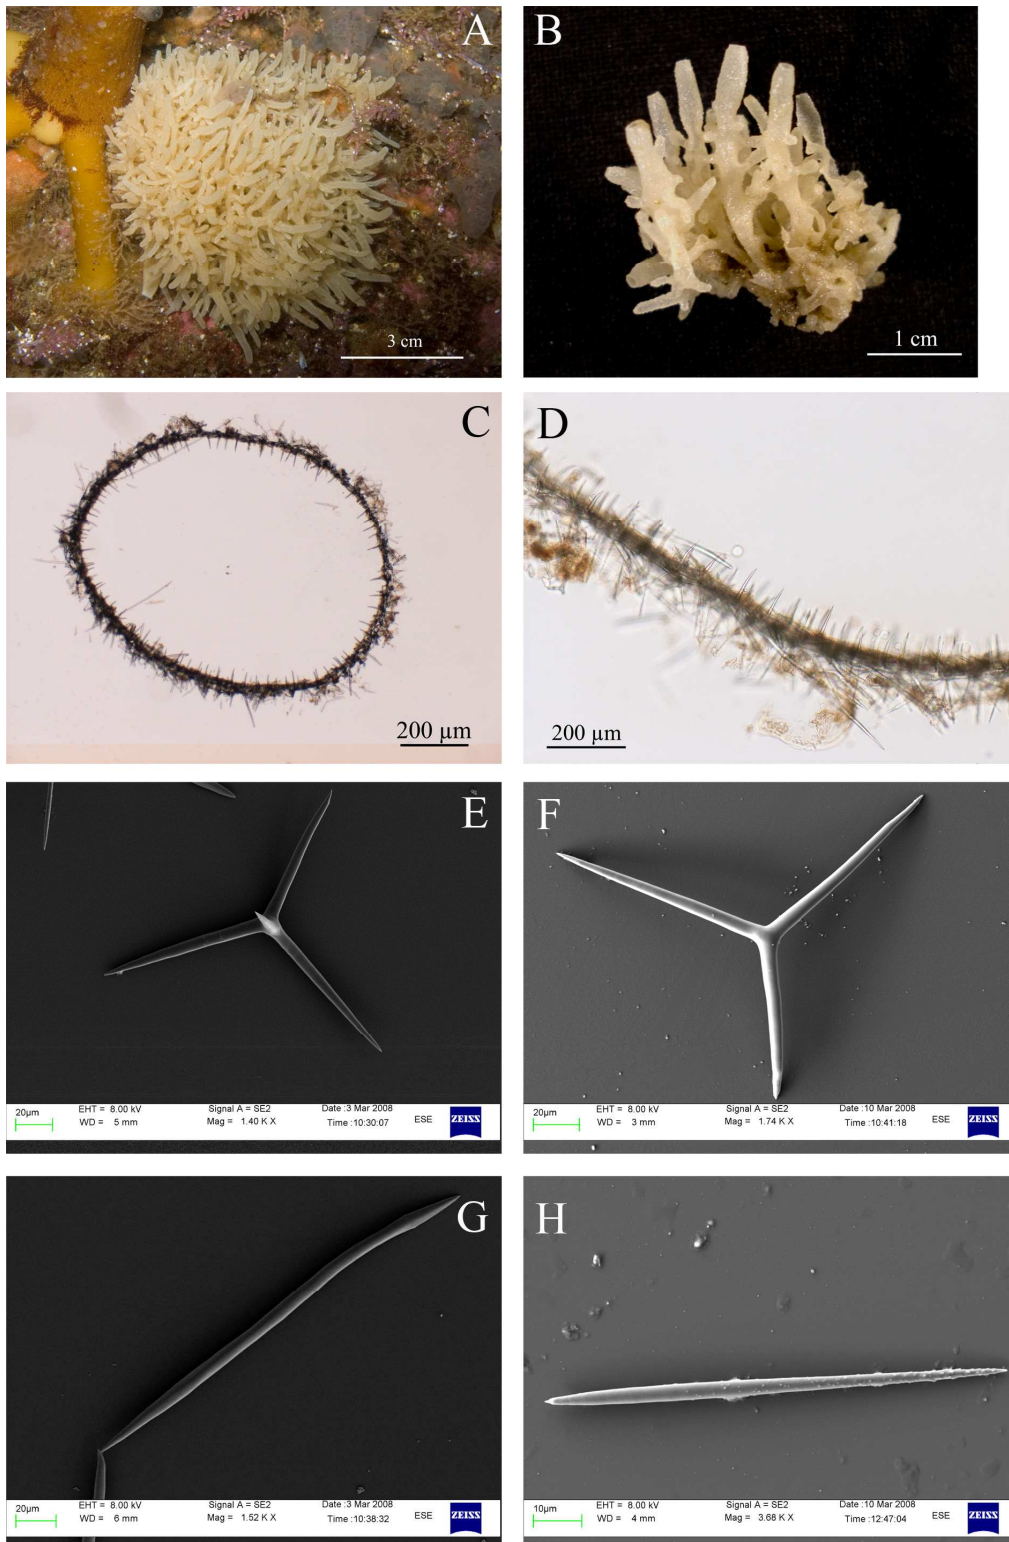 A
3 cm
B
1 cm
C
200 µm
D
200 µm
E
20µm
EHT = 8.00 kV
WD = 5 mm
Signal A = SE2
Mag = 1.40 K X
Date :3 Mar 2008
Time :10:30:07
ESE
ZEISS
F
20µm
EHT = 8.00 kV
WD = 3 mm
Signal A = SE2
Mag = 1.74 K X
Date :10 Mar 2008
Time :10:41:18
ESE
ZEISS
G
20µm
EHT = 8.00 kV
WD = 6 mm
Signal A = SE2
Mag = 1.52 K X
Date :3 Mar 2008
Time :10:38:32
ESE
ZEISS
H
10µm
EHT = 8.00 kV
WD = 4 mm
Signal A = SE2
Mag = 3.68 K X
Date :10 Mar 2008
Time :12:47:04
ESE
ZEISS